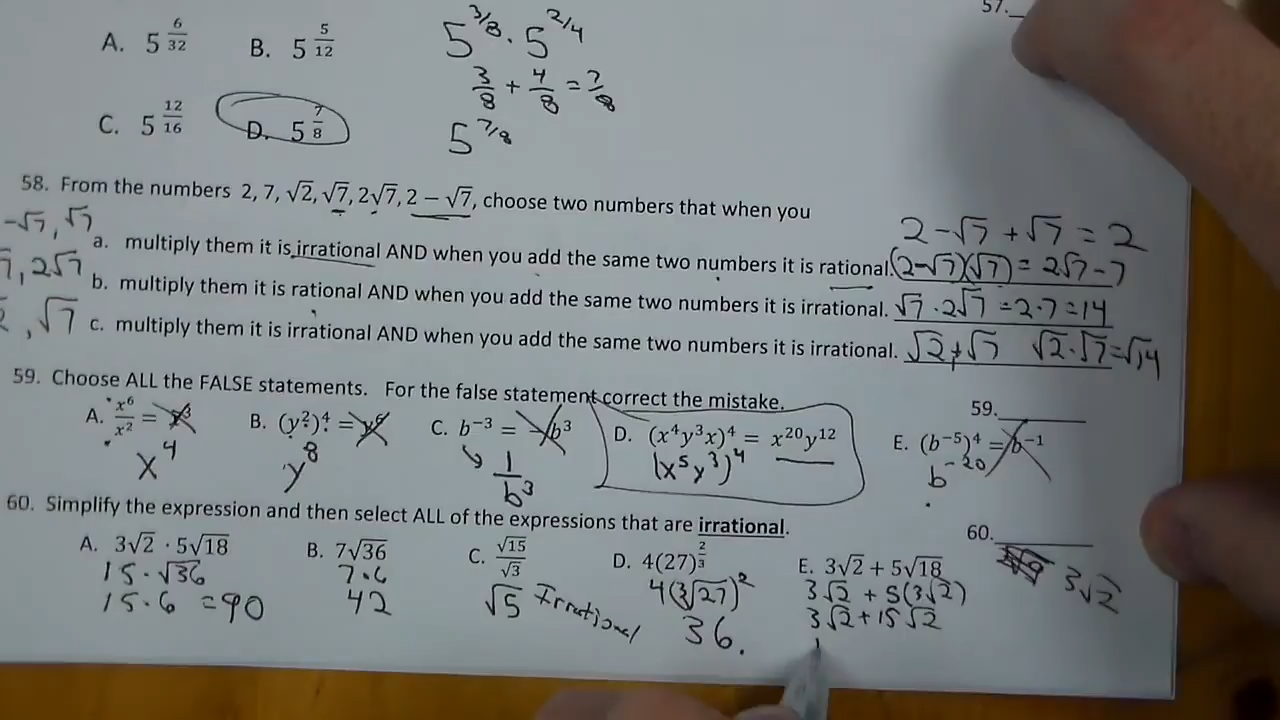 57.
A. 5^(6/32) B. 5^(5/12) 5^(3/8) · 5^(2/4)
3/8 + 4/8 = 7/8
C. 5^(12/16) D. 5^(7/8) 5^(7/8)
58. From the numbers 2, 7, √2, √7, 2√7, 2 − √7, choose two numbers that when you
−√7, √7
a. multiply them it is irrational AND when you add the same two numbers it is rational.
2 − √7 + √7 = 2
(2−√7)(√7) = 2√7 − 7
7, 2√7
b. multiply them it is rational AND when you add the same two numbers it is irrational. √7 · 2√7 = 2·7 = 14
, √7
c. multiply them it is irrational AND when you add the same two numbers it is irrational. √2 + √7 √2·√7 = √14
59. Choose ALL the FALSE statements. For the false statement correct the mistake. 59.
A. x^6/x^2 = x^3 B. (y^2)^4 = y^6 C. b^-3 = -b^3 D. (x^4y^3x)^4 = x^20y^12 E. (b^-5)^4 = b^-1
x^4 y^8 1/b^3 (x^5y^3)^4 b^-20
60. Simplify the expression and then select ALL of the expressions that are irrational. 60.
A. 3√2 · 5√18 B. 7√36 C. √15/√3 D. 4(27)^(2/3) E. 3√2 + 5√18
15·√36 7·6 √5 Irrational 4(∛27)^2 3√2 + 5(3√2) 3√2
15·6 = 90 42 36. 3√2 + 15√2